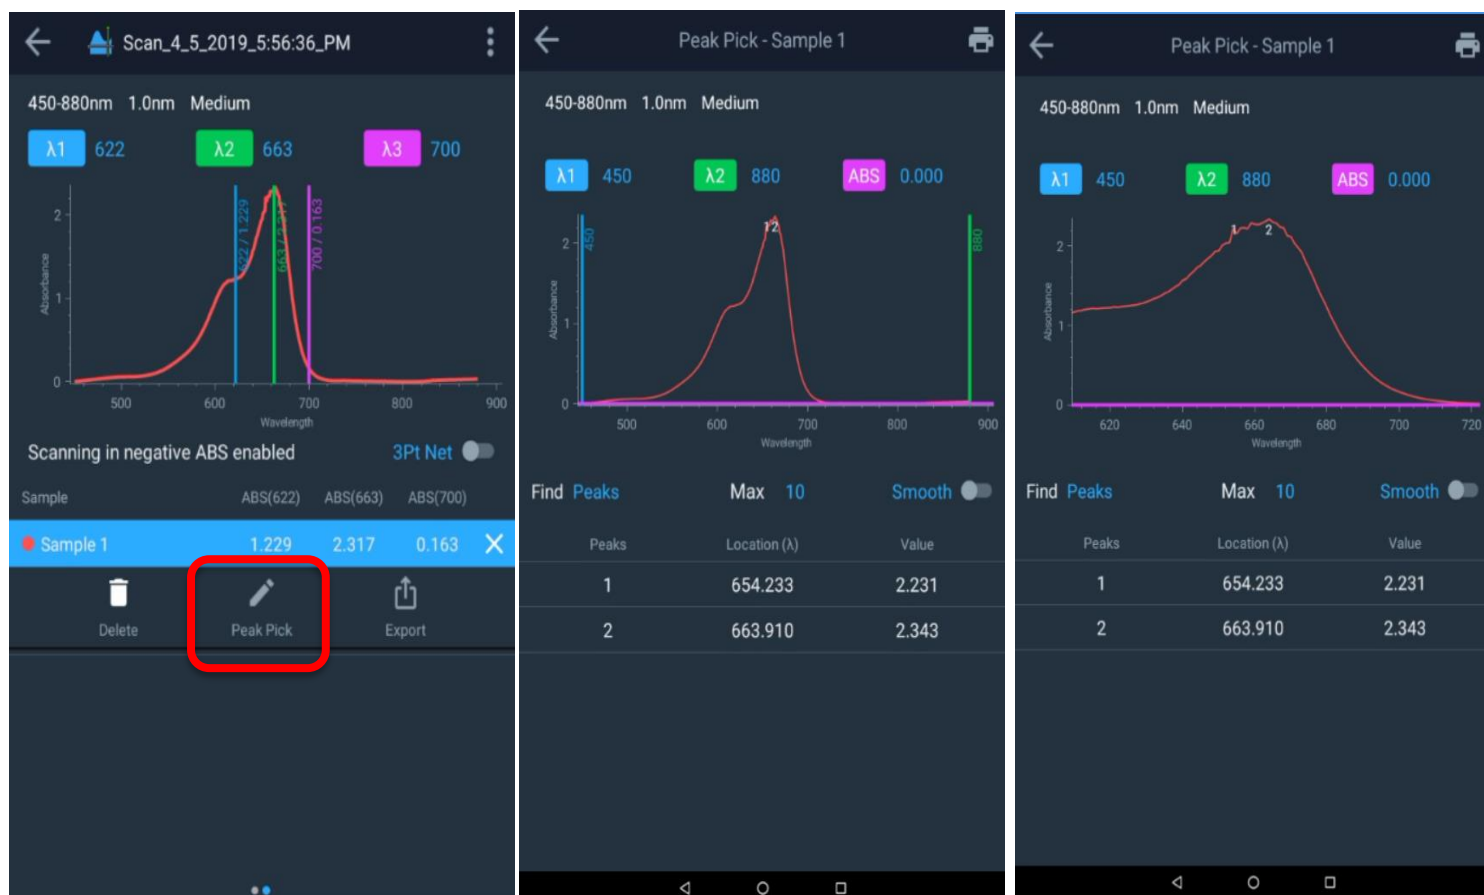 Scan_4_5_2019_5:56:36_PM
450-880nm 1.0nm Medium
λ1 622 λ2 663 λ3 700
2
1
0
Absorbance
622 / 1.229
663 / 2.317
700 / 0.163
500 600 700 800 900
Wavelength
Scanning in negative ABS enabled 3Pt Net
Sample ABS(622) ABS(663) ABS(700)
Sample 1 1.229 2.317 0.163 X
Delete Peak Pick Export
Peak Pick - Sample 1
450-880nm 1.0nm Medium
λ1 450 λ2 880 ABS 0.000
2
1
0
Absorbance
450
12
880
500 600 700 800 900
Wavelength
Find Peaks Max 10 Smooth
Peaks Location (λ) Value
1 654.233 2.231
2 663.910 2.343
Peak Pick - Sample 1
450-880nm 1.0nm Medium
λ1 450 λ2 880 ABS 0.000
2
1
0
Absorbance
1 2
620 640 660 680 700 720
Wavelength
Find Peaks Max 10 Smooth
Peaks Location (λ) Value
1 654.233 2.231
2 663.910 2.343